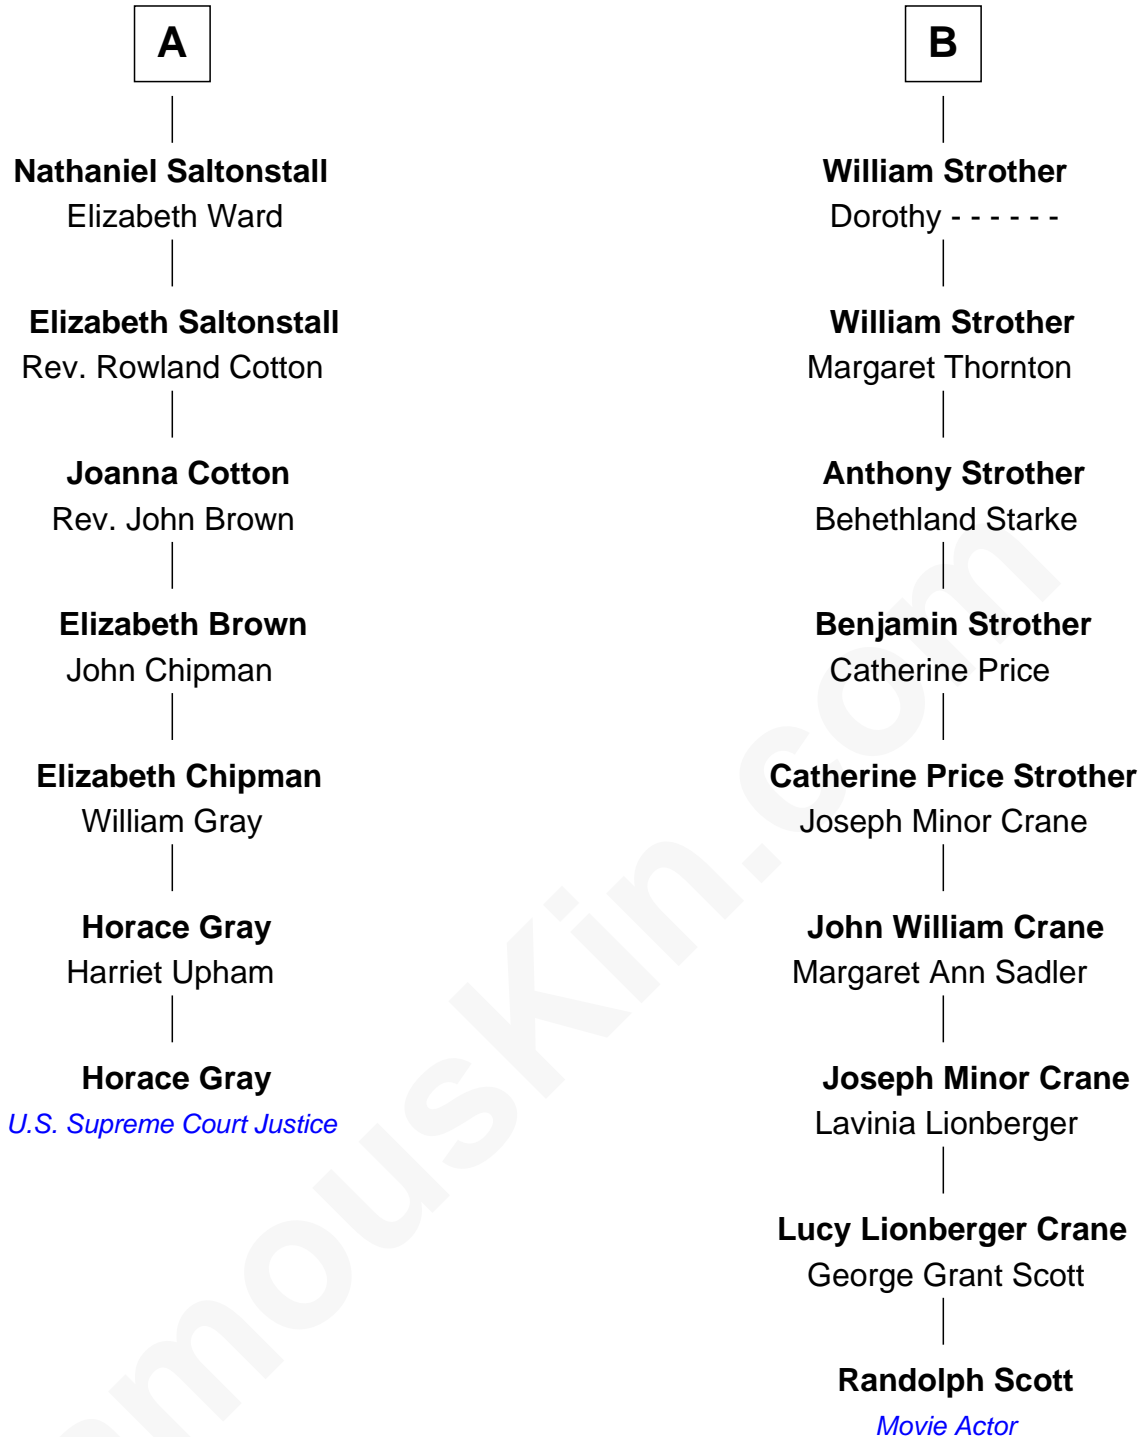 A
Nathaniel Saltonstall
Elizabeth Ward
Elizabeth Saltonstall
Rev. Rowland Cotton
Joanna Cotton
Rev. John Brown
Elizabeth Brown
John Chipman
Elizabeth Chipman
William Gray
Horace Gray
Harriet Upham
Horace Gray
U.S. Supreme Court Justice
B
William Strother
Dorothy - - - - - -
William Strother
Margaret Thornton
Anthony Strother
Behethland Starke
Benjamin Strother
Catherine Price
Catherine Price Strother
Joseph Minor Crane
John William Crane
Margaret Ann Sadler
Joseph Minor Crane
Lavinia Lionberger
Lucy Lionberger Crane
George Grant Scott
Randolph Scott
Movie Actor
amousKin.com